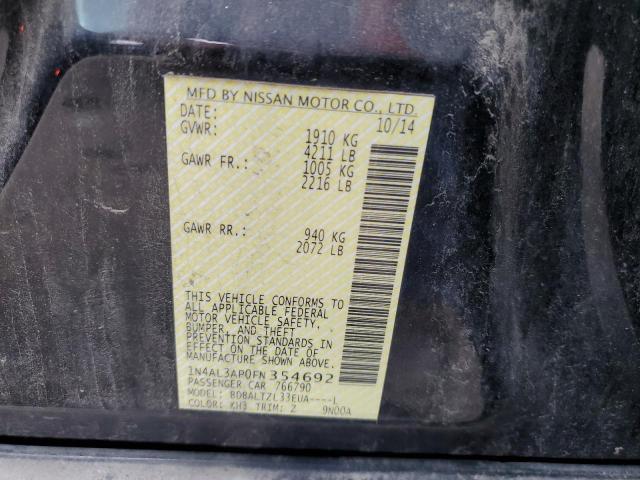 MFD BY NISSAN MOTOR CO., LTD.
DATE: 10/14
GVWR: 1910 KG
4211 LB
GAWR FR.: 1005 KG
2216 LB
GAWR RR.: 940 KG
2072 LB
THIS VEHICLE CONFORMS TO
ALL APPLICABLE FEDERAL
MOTOR VEHICLE SAFETY,
BUMPER, AND THEFT
PREVENTION STANDARDS
IN EFFECT ON THE DATE OF
MANUFACTURE SHOWN ABOVE.
1N4AL3AP0FN354692
PASSENGER CAR 766790
MODEL: BDBALTZL33EUA----L
COLOR: KH3 TRIM: Z 9N00A